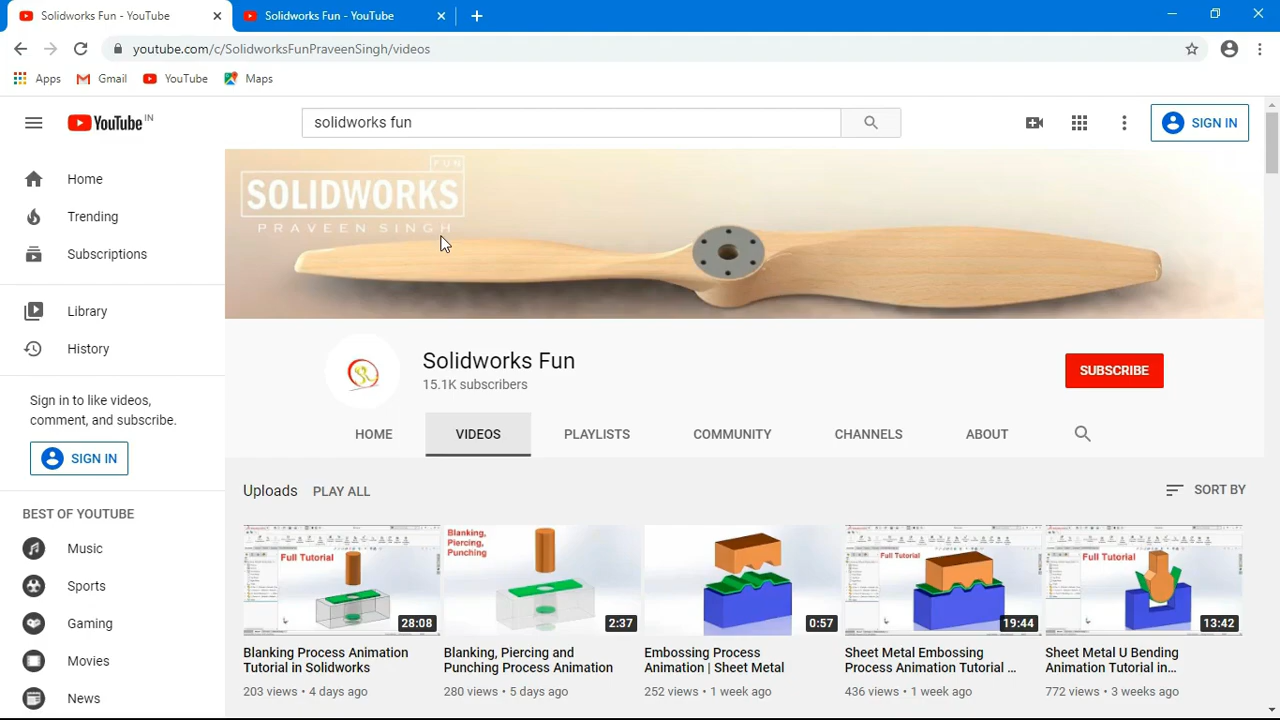 Solidworks Fun - YouTube
Solidworks Fun - YouTube
youtube.com/c/SolidworksFunPraveenSingh/videos
Apps
Gmail
YouTube
Maps
YouTube IN
solidworks fun
SIGN IN
Home
Trending
Subscriptions
Library
History
Sign in to like videos,
comment, and subscribe.
SIGN IN
BEST OF YOUTUBE
Music
Sports
Gaming
Movies
News
FUN
SOLIDWORKS
PRAVEEN SINGH
Solidworks Fun
15.1K subscribers
SUBSCRIBE
HOME
VIDEOS
PLAYLISTS
COMMUNITY
CHANNELS
ABOUT
Uploads
PLAY ALL
SORT BY
Full Tutorial
28:08
Blanking Process Animation
Tutorial in Solidworks
203 views • 4 days ago
Blanking,
Piercing,
Punching
2:37
Blanking, Piercing and
Punching Process Animation
280 views • 5 days ago
0:57
Embossing Process
Animation | Sheet Metal
252 views • 1 week ago
Full Tutorial
19:44
Sheet Metal Embossing
Process Animation Tutorial ...
436 views • 1 week ago
Full Tutorial
13:42
Sheet Metal U Bending
Animation Tutorial in...
772 views • 3 weeks ago